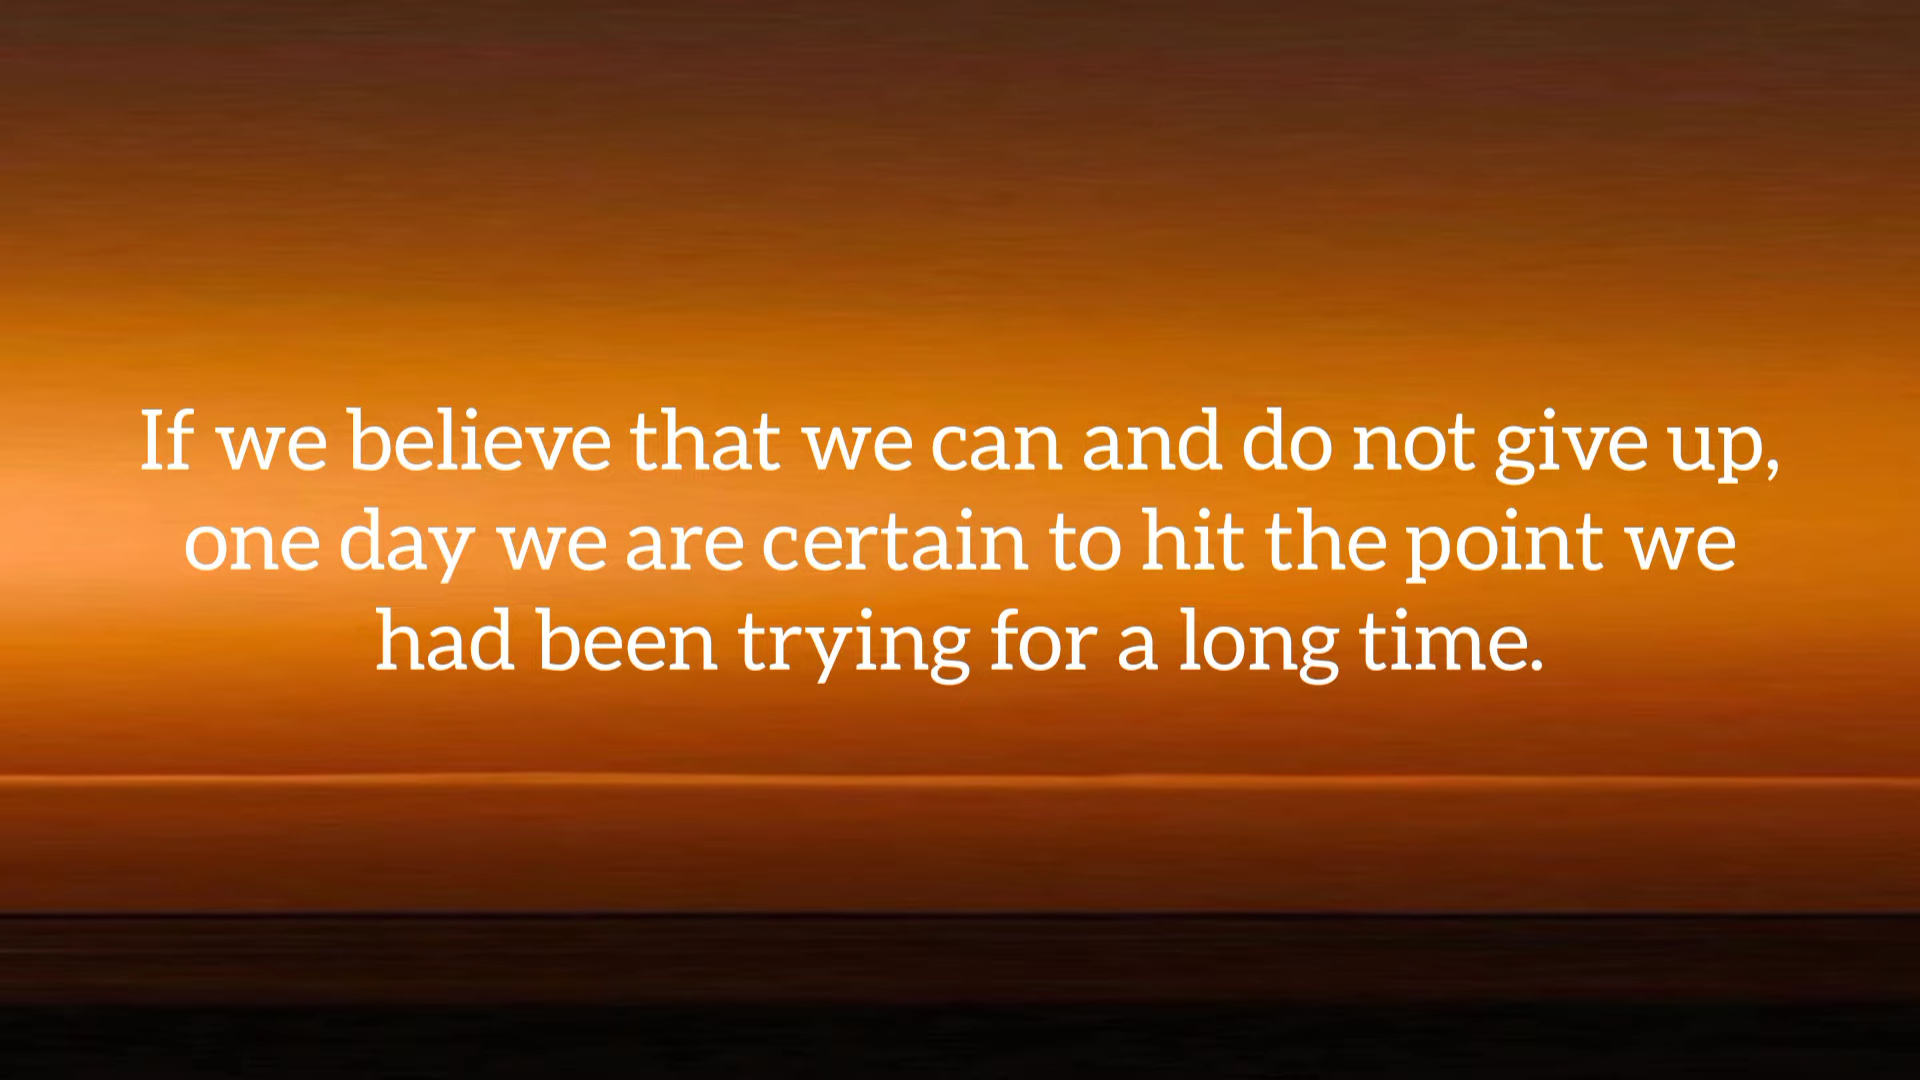 If we believe that we can and do not give up,
one day we are certain to hit the point we
had been trying for a long time.